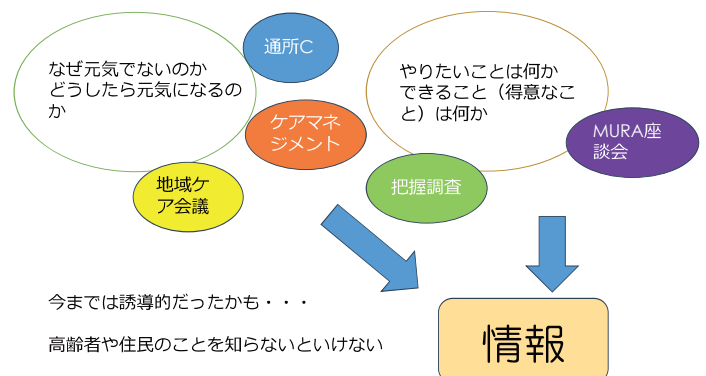 通所C
なぜ元気でないのか
どうしたら元気になるの
か
やりたいことは何か
できること（得意なこ
と）は何か
ケアマネ
ジメント
MURA座
談会
地域ケ
ア会議
把握調査
今までは誘導的だったかも・・・
高齢者や住民のことを知らないといけない
情報